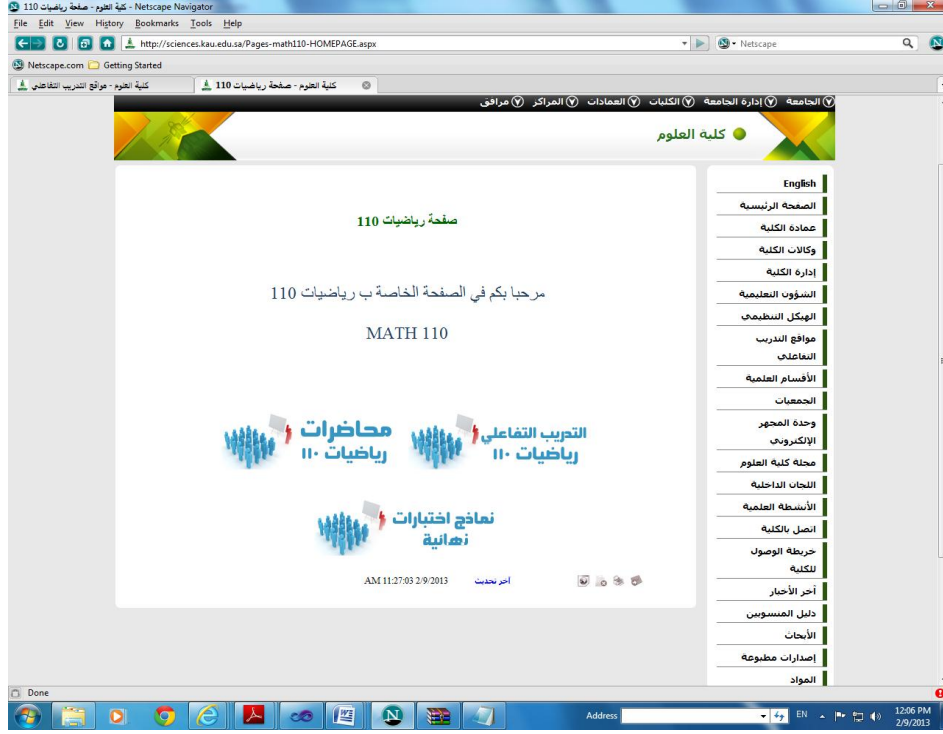 كلية العلوم - صفحة رياضيات 110 - Netscape Navigator
File Edit View History Bookmarks Tools Help
http://sciences.kau.edu.sa/Pages-math110-HOMEPAGE.aspx
Netscape
Netscape.com Getting Started
كلية العلوم - مواقع التدريب التفاعلي
كلية العلوم - صفحة رياضيات 110
الجامعة إدارة الجامعة الكليات العمادات المراكز مرافق
كلية العلوم
English
الصفحة الرئيسية
عمادة الكلية
وكالات الكلية
إدارة الكلية
الشؤون التعليمية
الهيكل التنظيمي
مواقع التدريب
التفاعلي
الأقسام العلمية
الجمعيات
وحدة المجهر
الإلكتروني
مجلة كلية العلوم
اللجان الداخلية
الأنشطة العلمية
اتصل بالكلية
خريطة الوصول
للكلية
آخر الأخبار
دليل المنسوبين
الأبحاث
إصدارات مطبوعة
المواد
صفحة رياضيات 110
مرحبا بكم في الصفحة الخاصة ب رياضيات 110
MATH 110
التدريب التفاعلي
رياضيات ١١٠
محاضرات
رياضيات ١١٠
نماذج اختبارات
نهائية
آخر تحديث
2/9/2013 11:27:03 AM
Done
Address
EN
12:06 PM
2/9/2013